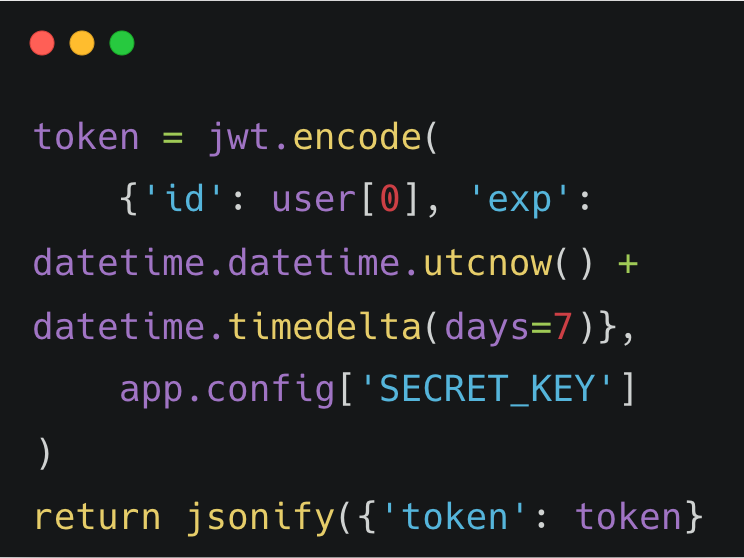 token = jwt.encode(
    {'id': user[0], 'exp':
datetime.datetime.utcnow() +
datetime.timedelta(days=7)},
    app.config['SECRET_KEY']
)
return jsonify({'token': token}